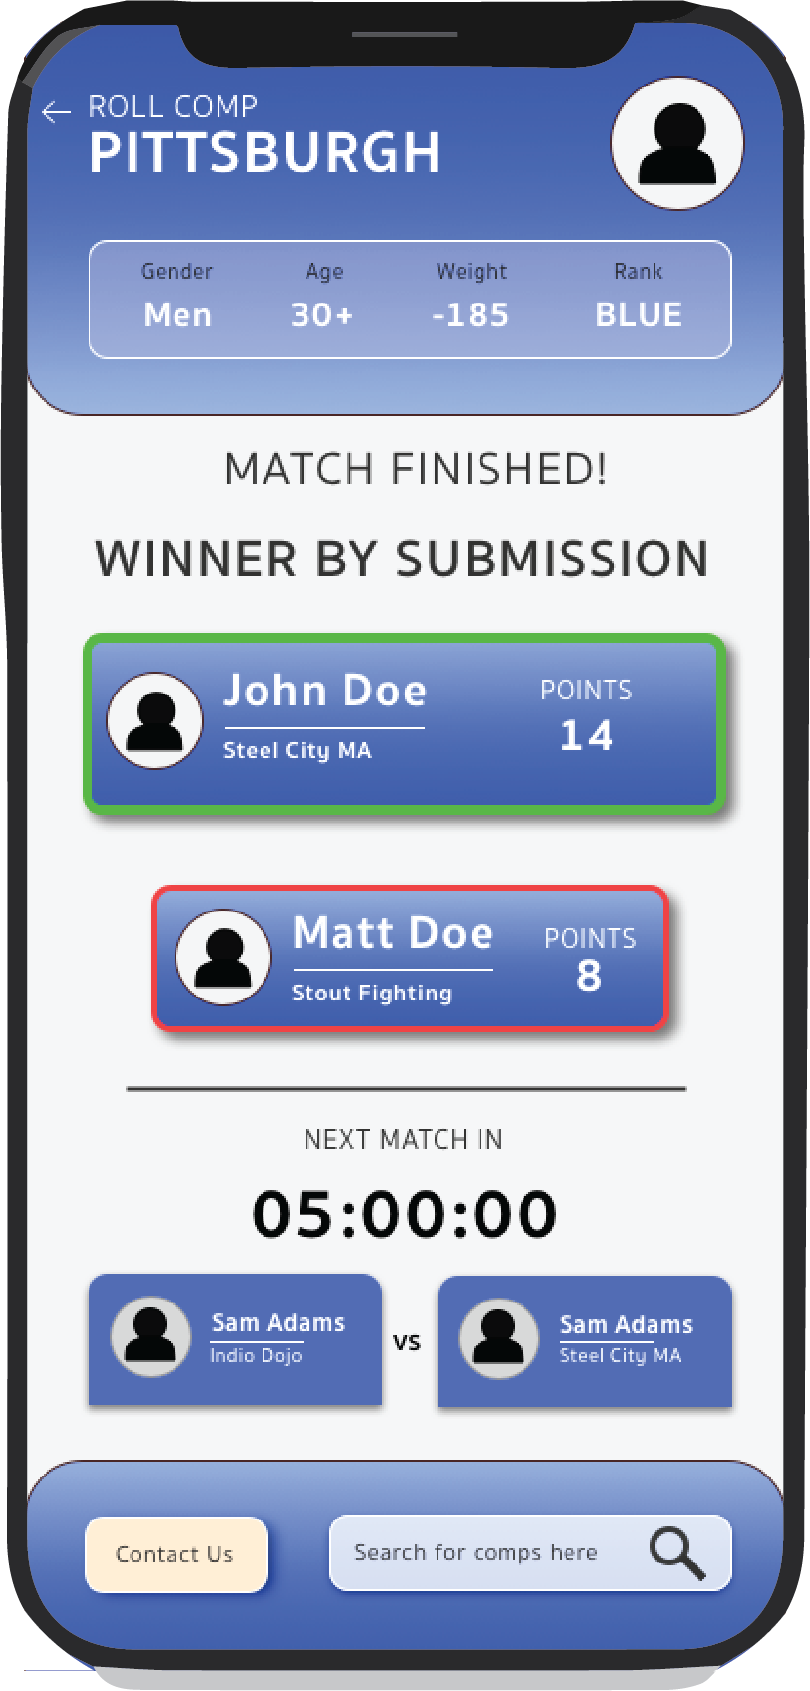 ← ROLL COMP
PITTSBURGH
Gender Age Weight Rank
Men 30+ -185 BLUE
MATCH FINISHED!
WINNER BY SUBMISSION
John Doe
Steel City MA
POINTS
14
Matt Doe
Stout Fighting
POINTS
8
NEXT MATCH IN
05:00:00
Sam Adams
Indio Dojo
vs
Sam Adams
Steel City MA
Contact Us
Search for comps here